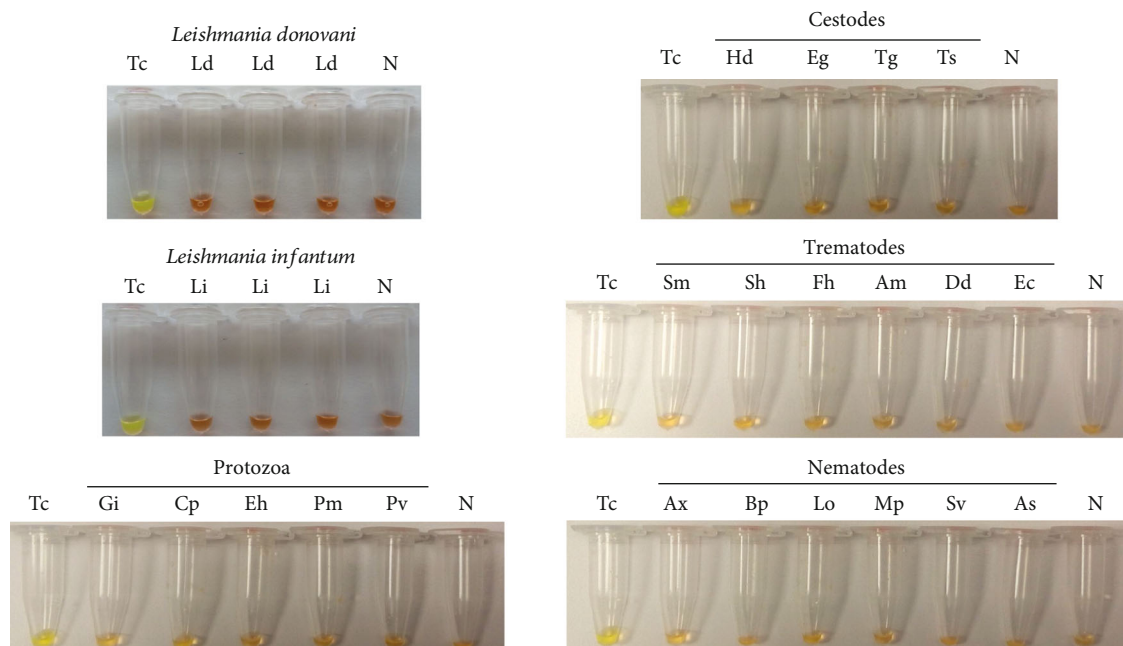 Leishmania donovani
Tc Ld Ld Ld N
Leishmania infantum
Tc Li Li Li N
Protozoa
Tc Gi Cp Eh Pm Pv N
Cestodes
Tc Hd Eg Tg Ts N
Trematodes
Tc Sm Sh Fh Am Dd Ec N
Nematodes
Tc Ax Bp Lo Mp Sv As N